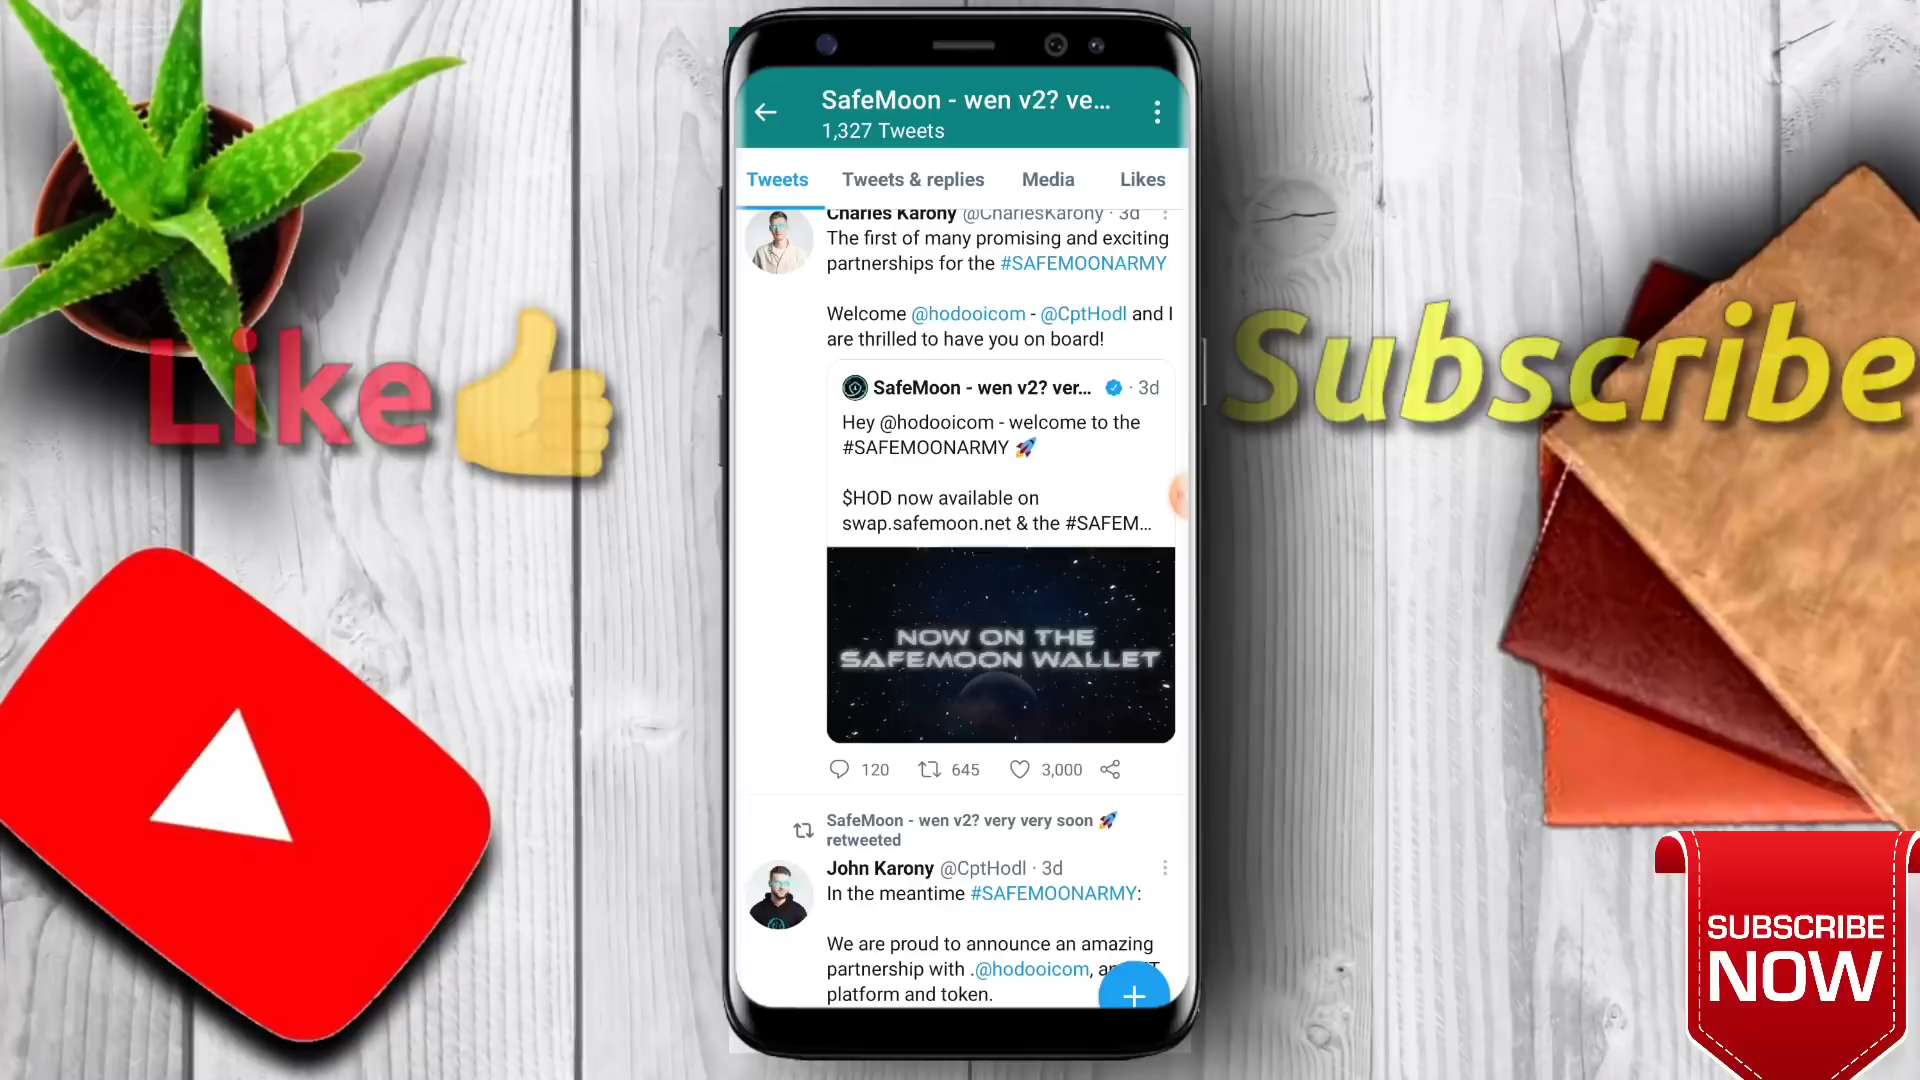 SafeMoon - wen v2? ve...
1,327 Tweets
Tweets
Tweets & replies
Media
Likes
Charles Karony @CharlesKarony · 3d
The first of many promising and exciting
partnerships for the #SAFEMOONARMY
Welcome @hodooicom - @CptHodl and I
are thrilled to have you on board!
SafeMoon - wen v2? ver... · 3d
Hey @hodooicom - welcome to the
#SAFEMOONARMY 🚀
$HOD now available on
swap.safemoon.net & the #SAFEM...
NOW ON THE
SAFEMOON WALLET
120 645 3,000
SafeMoon - wen v2? very very soon 🚀
retweeted
John Karony @CptHodl · 3d
In the meantime #SAFEMOONARMY:
We are proud to announce an amazing
partnership with .@hodooicom,
platform and token.
Like
Subscribe
SUBSCRIBE
NOW